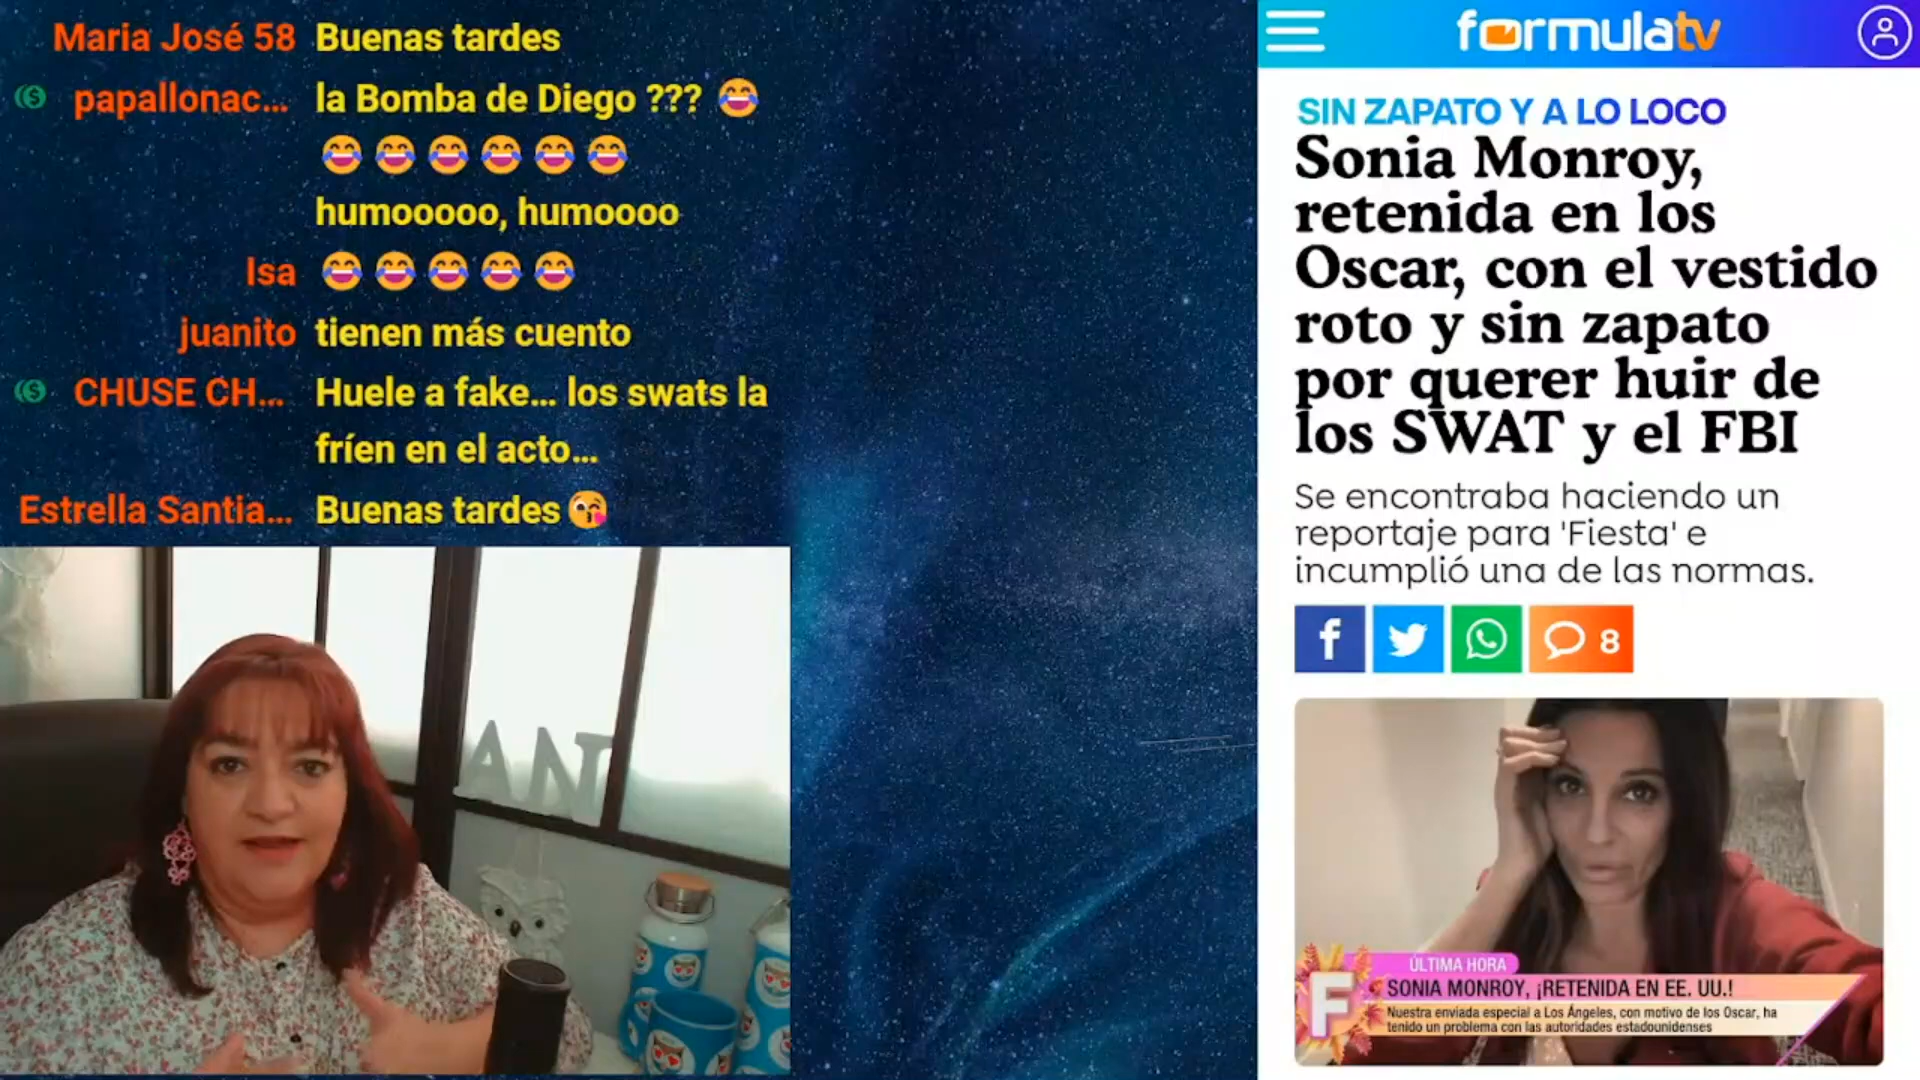 Maria José 58 Buenas tardes
papallonac... la Bomba de Diego ??? 😂
😂😂😂😂😂😂
humooooo, humoooo
Isa 😂😂😂😂😂
juanito tienen más cuento
CHUSE CH... Huele a fake... los swats la
fríen en el acto...
Estrella Santia... Buenas tardes😘
AN
formulatv
SIN ZAPATO Y A LO LOCO
Sonia Monroy,
retenida en los
Oscar, con el vestido
roto y sin zapato
por querer huir de
los SWAT y el FBI
Se encontraba haciendo un
reportaje para 'Fiesta' e
incumplió una de las normas.
8
ÚLTIMA HORA
F
SONIA MONROY, ¡RETENIDA EN EE. UU.!
Nuestra enviada especial a Los Ángeles, con motivo de los Oscar, ha
tenido un problema con las autoridades estadounidenses